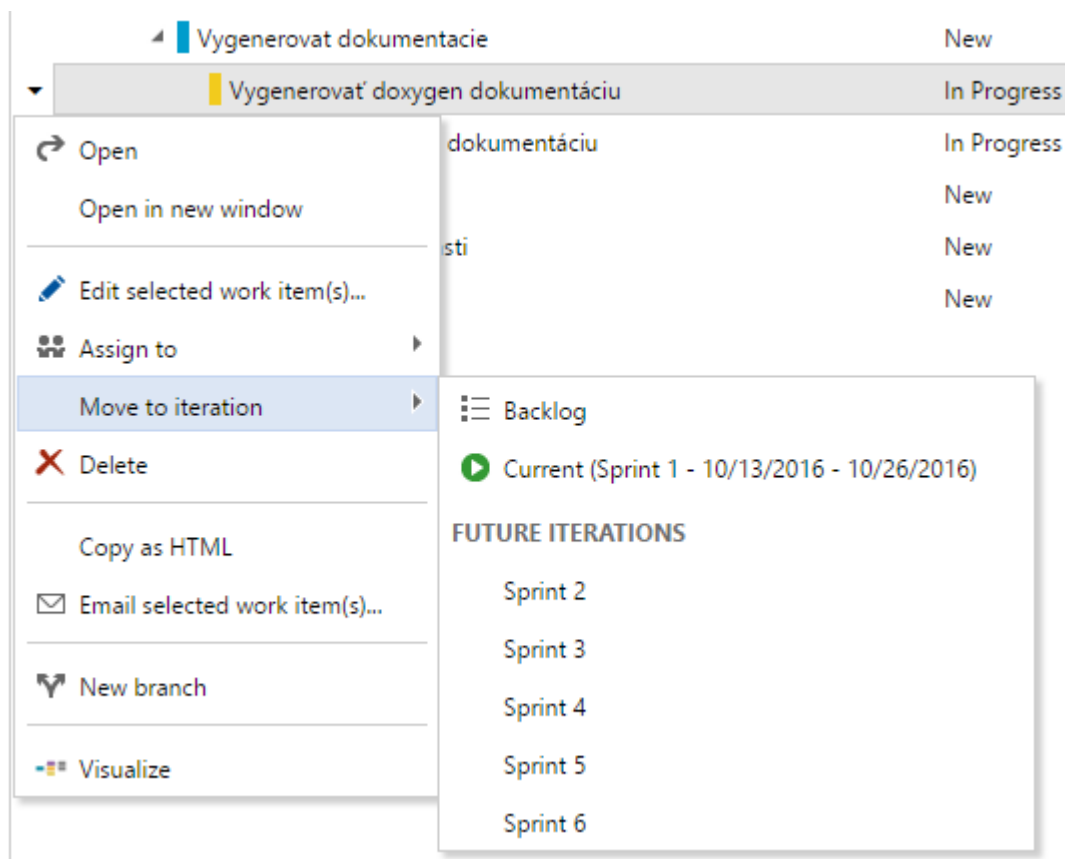 Vygenerovat dokumentacie New
Vygenerovať doxygen dokumentáciu In Progress
Open dokumentáciu In Progress
Open in new window New
sti New
Edit selected work item(s)... New
Assign to
Move to iteration Backlog
Delete Current (Sprint 1 - 10/13/2016 - 10/26/2016)
FUTURE ITERATIONS
Copy as HTML
Sprint 2
Email selected work item(s)...
Sprint 3
New branch
Sprint 4
Visualize Sprint 5
Sprint 6